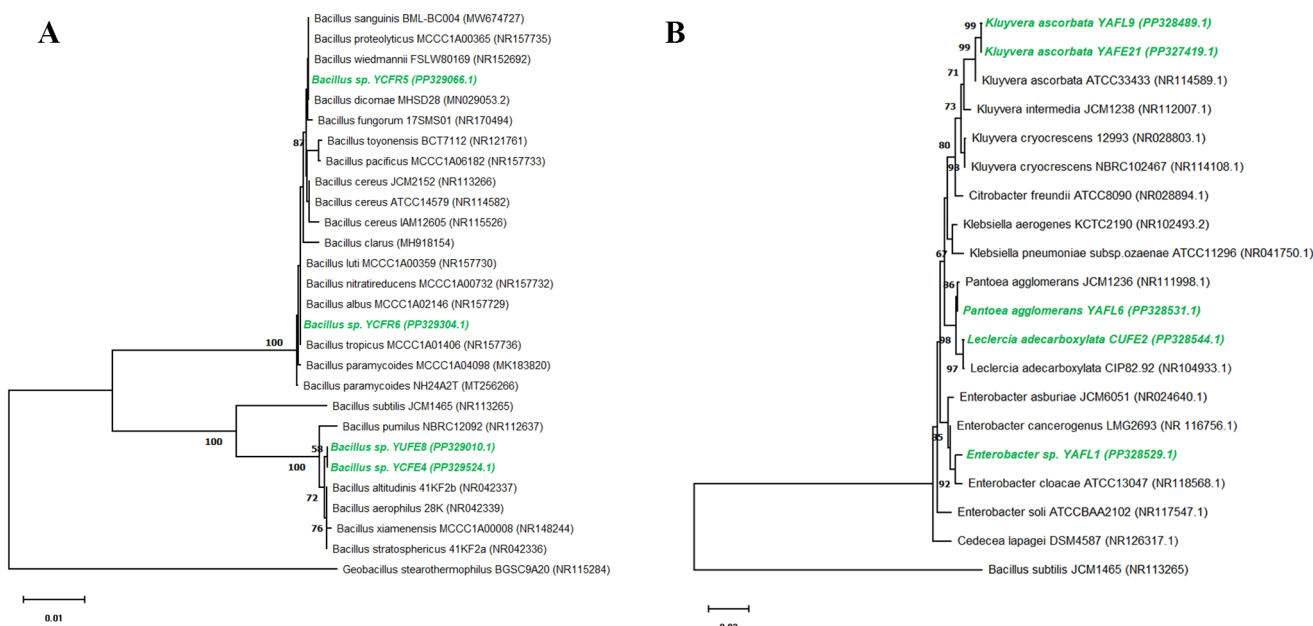 A
Bacillus sanguinis BML-BC004 (MW674727)
Bacillus proteolyticus MCCC1A00365 (NR157735)
Bacillus wiedmannii FSLW80169 (NR152692)
Bacillus sp. YCFR5 (PP329066.1)
Bacillus dicomae MHSD28 (MN029053.2)
Bacillus fungorum 17SMS01 (NR170494)
87
Bacillus toyonensis BCT7112 (NR121761)
Bacillus pacificus MCCC1A06182 (NR157733)
Bacillus cereus JCM2152 (NR113266)
Bacillus cereus ATCC14579 (NR114582)
Bacillus cereus IAM12605 (NR115526)
Bacillus clarus (MH918154)
Bacillus luti MCCC1A00359 (NR157730)
Bacillus nitratireducens MCCC1A00732 (NR157732)
Bacillus albus MCCC1A02146 (NR157729)
Bacillus sp. YCFR6 (PP329304.1)
100
Bacillus tropicus MCCC1A01406 (NR157736)
Bacillus paramycoides MCCC1A04098 (MK183820)
Bacillus paramycoides NH24A2T (MT256266)
Bacillus subtilis JCM1465 (NR113265)
Bacillus pumilus NBRC12092 (NR112637)
100
58
Bacillus sp. YUFE8 (PP329010.1)
100
Bacillus sp. YCFE4 (PP329524.1)
Bacillus altitudinis 41KF2b (NR042337)
72
Bacillus aerophilus 28K (NR042339)
76
Bacillus xiamenensis MCCC1A00008 (NR148244)
Bacillus stratosphericus 41KF2a (NR042336)
Geobacillus stearothermophilus BGSC9A20 (NR115284)
0.01
B
99
Kluyvera ascorbata YAFL9 (PP328489.1)
99
Kluyvera ascorbata YAFE21 (PP327419.1)
71
Kluyvera ascorbata ATCC33433 (NR114589.1)
73
Kluyvera intermedia JCM1238 (NR112007.1)
80
Kluyvera cryocrescens 12993 (NR028803.1)
98
Kluyvera cryocrescens NBRC102467 (NR114108.1)
Citrobacter freundii ATCC8090 (NR028894.1)
Klebsiella aerogenes KCTC2190 (NR102493.2)
67
Klebsiella pneumoniae subsp.ozaenae ATCC11296 (NR041750.1)
Pantoea agglomerans JCM1236 (NR111998.1)
Pantoea agglomerans YAFL6 (PP328531.1)
98
Leclercia adecarboxylata CUFE2 (PP328544.1)
97
Leclercia adecarboxylata CIP82.92 (NR104933.1)
Enterobacter asburiae JCM6051 (NR024640.1)
Enterobacter cancerogenus LMG2693 (NR 116756.1)
Enterobacter sp. YAFL1 (PP328529.1)
92
Enterobacter cloacae ATCC13047 (NR118568.1)
Enterobacter soli ATCCBAA2102 (NR117547.1)
Cedecea lapagei DSM4587 (NR126317.1)
Bacillus subtilis JCM1465 (NR113265)